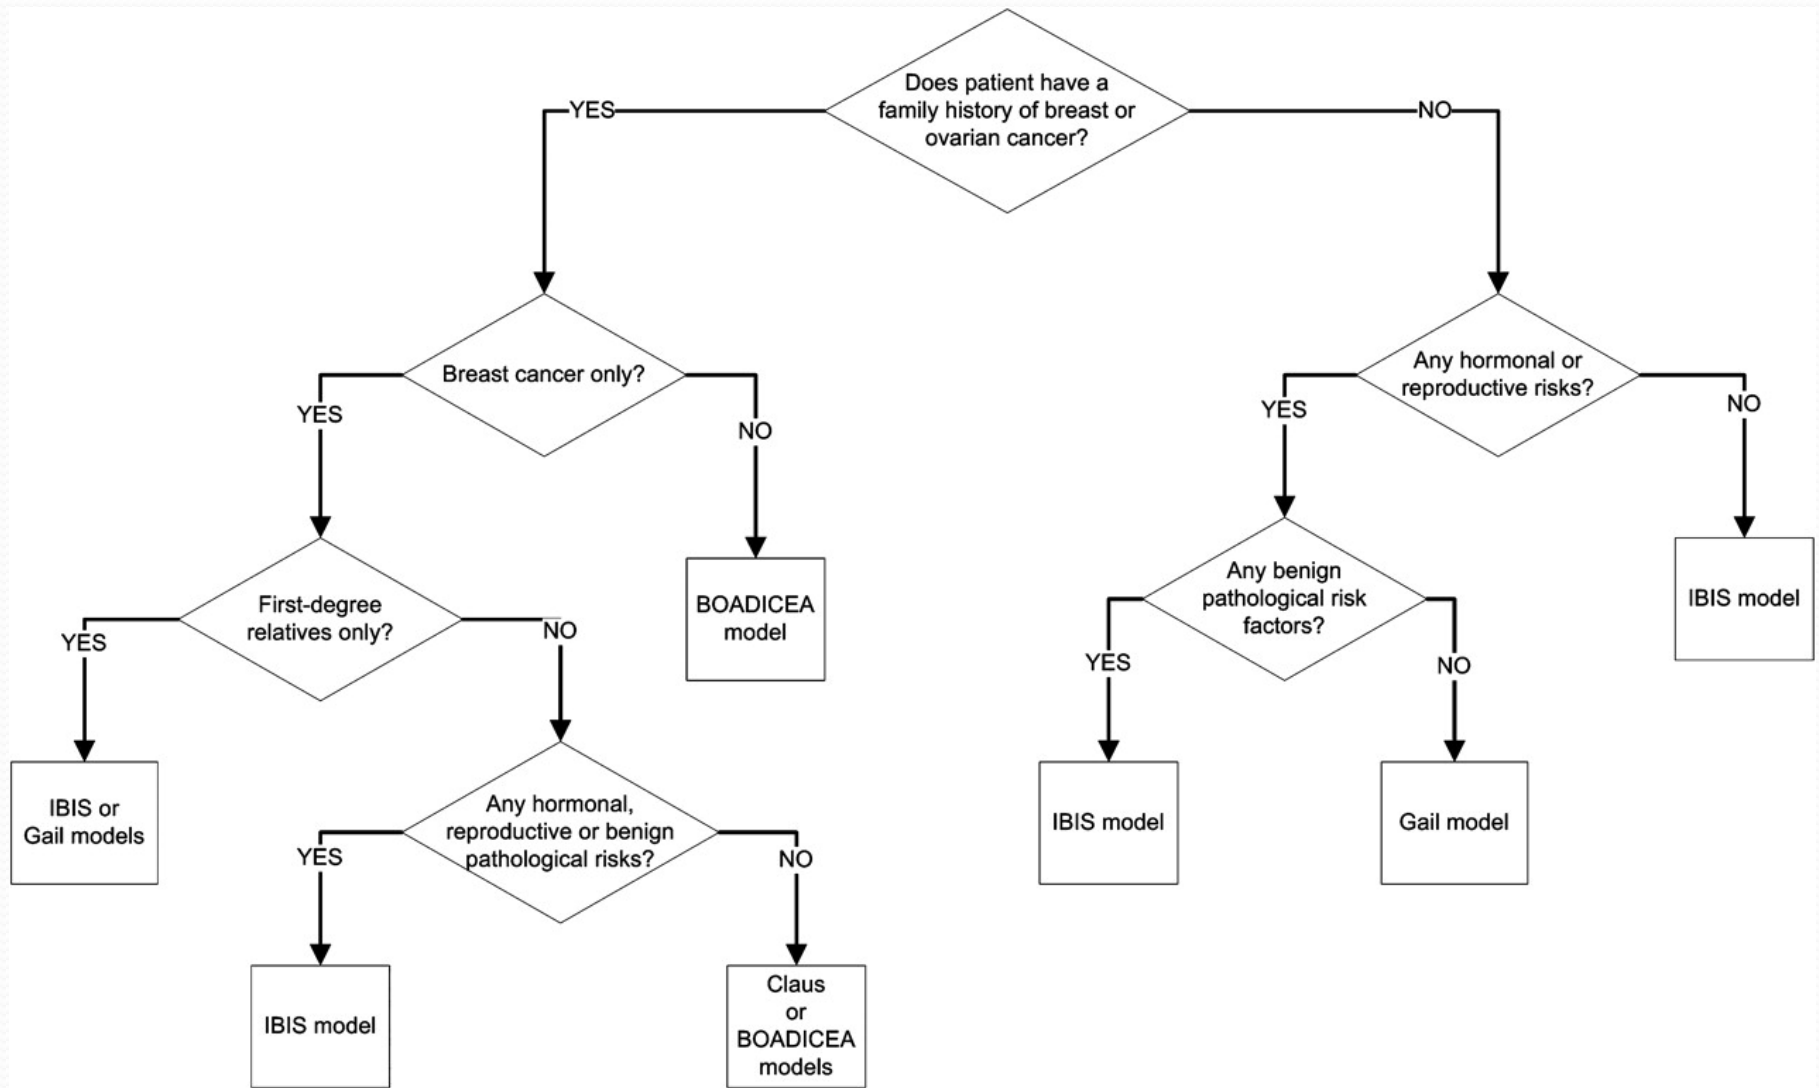 Does patient have a
family history of breast or
ovarian cancer?
YES
NO
Breast cancer only?
YES
NO
Any hormonal or
reproductive risks?
YES
NO
First-degree
relatives only?
YES
NO
BOADICEA
model
Any benign
pathological risk
factors?
YES
NO
IBIS model
IBIS or
Gail models
Any hormonal,
reproductive or benign
pathological risks?
YES
NO
IBIS model
Gail model
IBIS model
Claus
or
BOADICEA
models